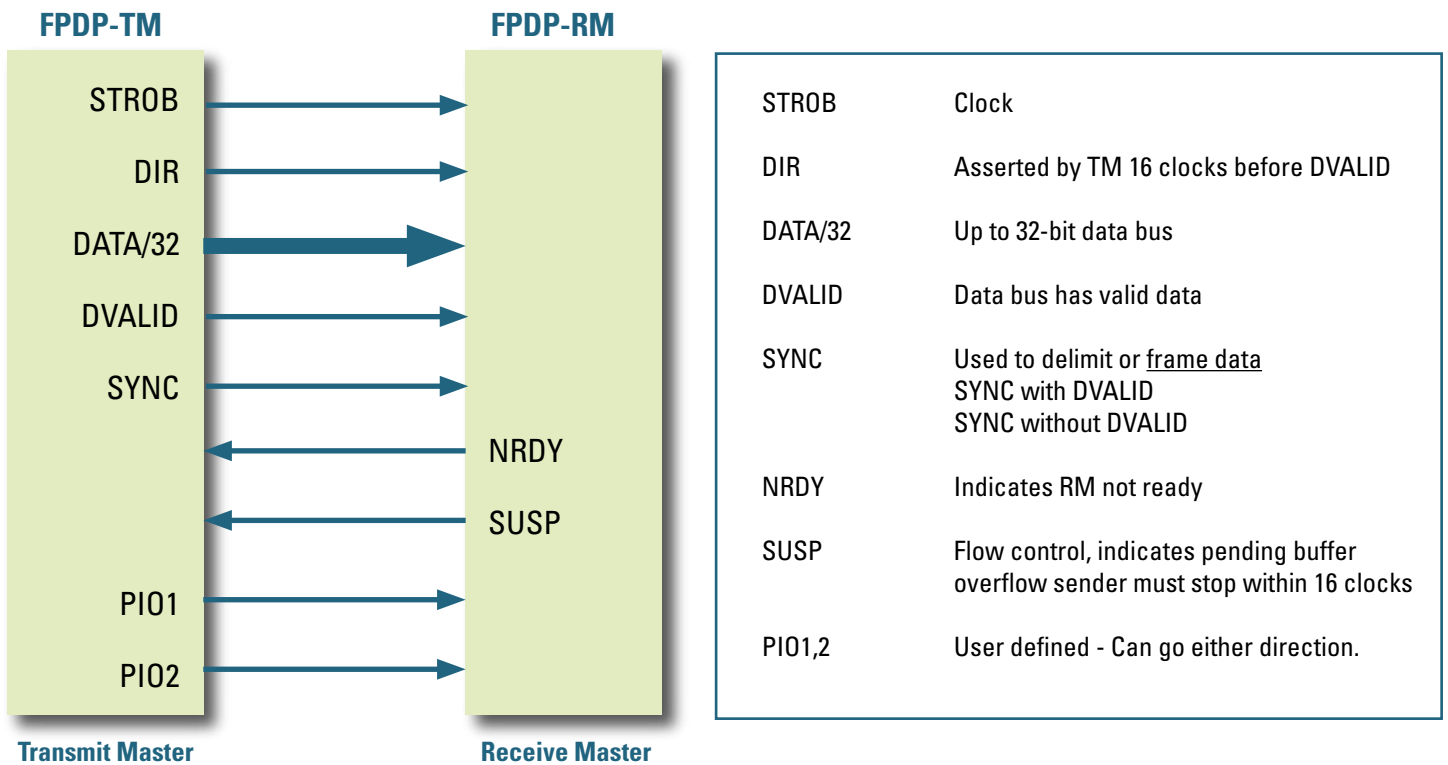 FPDP-TM
FPDP-RM
STROB
DIR
DATA/32
DVALID
SYNC
NRDY
SUSP
PIO1
PIO2
Transmit Master
Receive Master
STROB Clock
DIR Asserted by TM 16 clocks before DVALID
DATA/32 Up to 32-bit data bus
DVALID Data bus has valid data
SYNC Used to delimit or frame data
SYNC with DVALID
SYNC without DVALID
NRDY Indicates RM not ready
SUSP Flow control, indicates pending buffer
overflow sender must stop within 16 clocks
PIO1,2 User defined - Can go either direction.